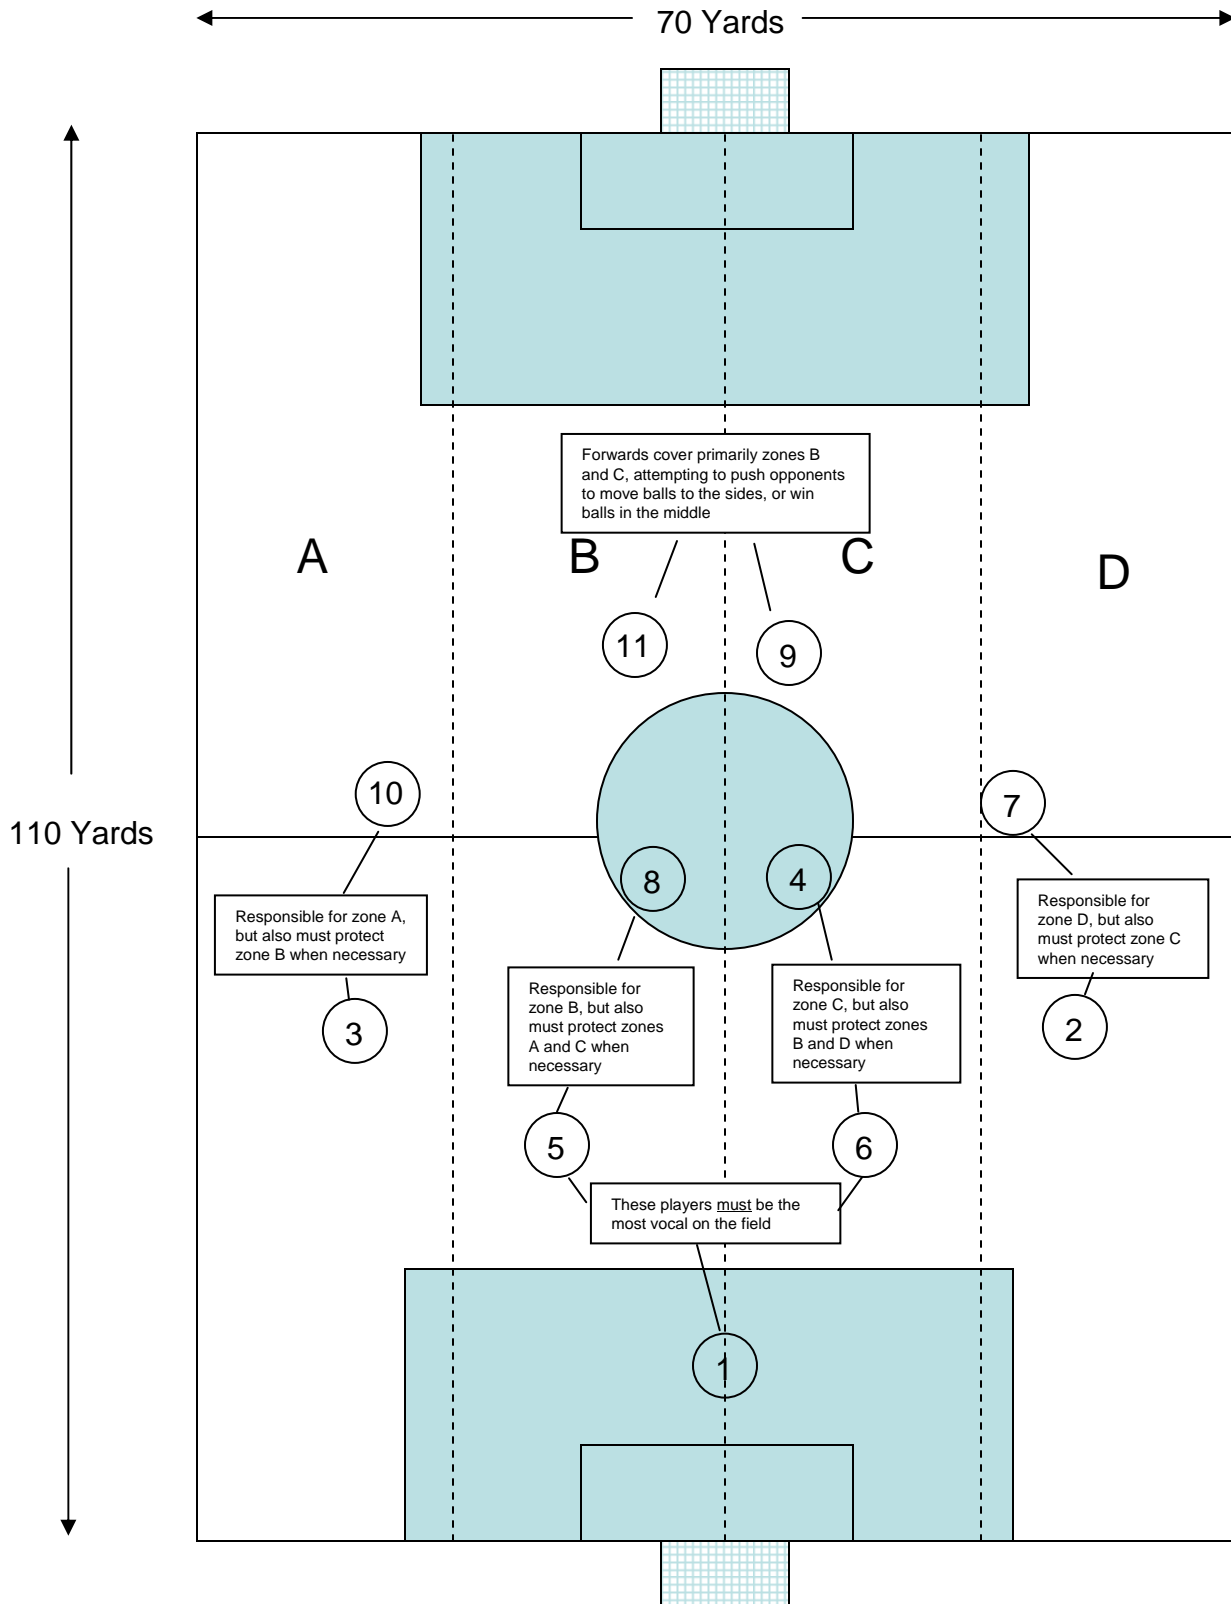 70 Yards
Forwards cover primarily zones B
and C, attempting to push opponents
to move balls to the sides, or win
balls in the middle
A
B
C
D
11
9
10
7
110 Yards
8
4
Responsible for zone A,
but also must protect
zone B when necessary
Responsible for
zone D, but also
must protect zone C
when necessary
Responsible for
zone B, but also
must protect zones
A and C when
necessary
Responsible for
zone C, but also
must protect zones
B and D when
necessary
3
2
5
6
These players must be the
most vocal on the field
1